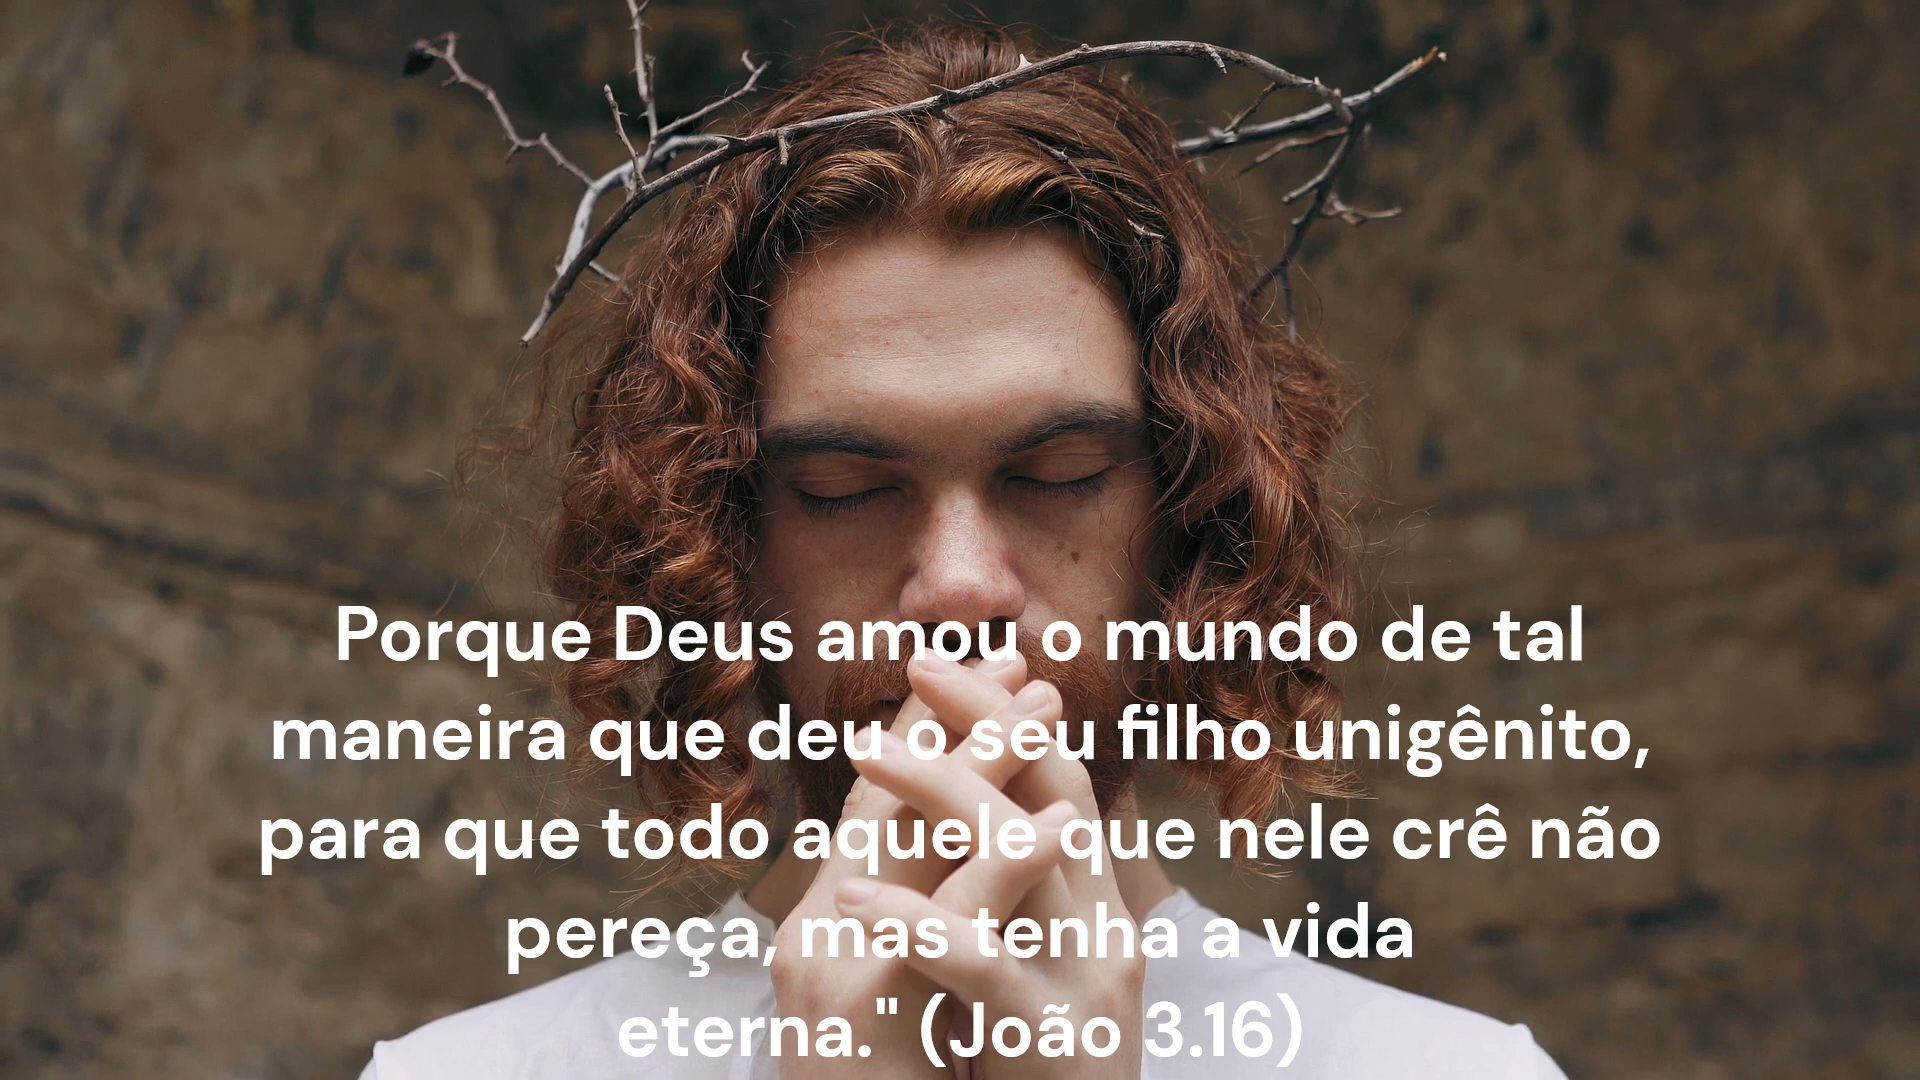 Porque Deus amou o mundo de tal
maneira que deu o seu filho unigênito,
para que todo aquele que nele crê não
pereça, mas tenha a vida
eterna." (João 3.16)